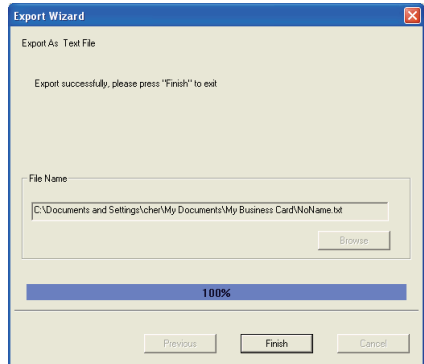 Export Wizard
Export As Text File
Export successfully, please press "Finish" to exit
File Name
C:\Documents and Settings\cher\My Documents\My Business Card\NoName.txt
Browse
100%
Previous Finish Cancel